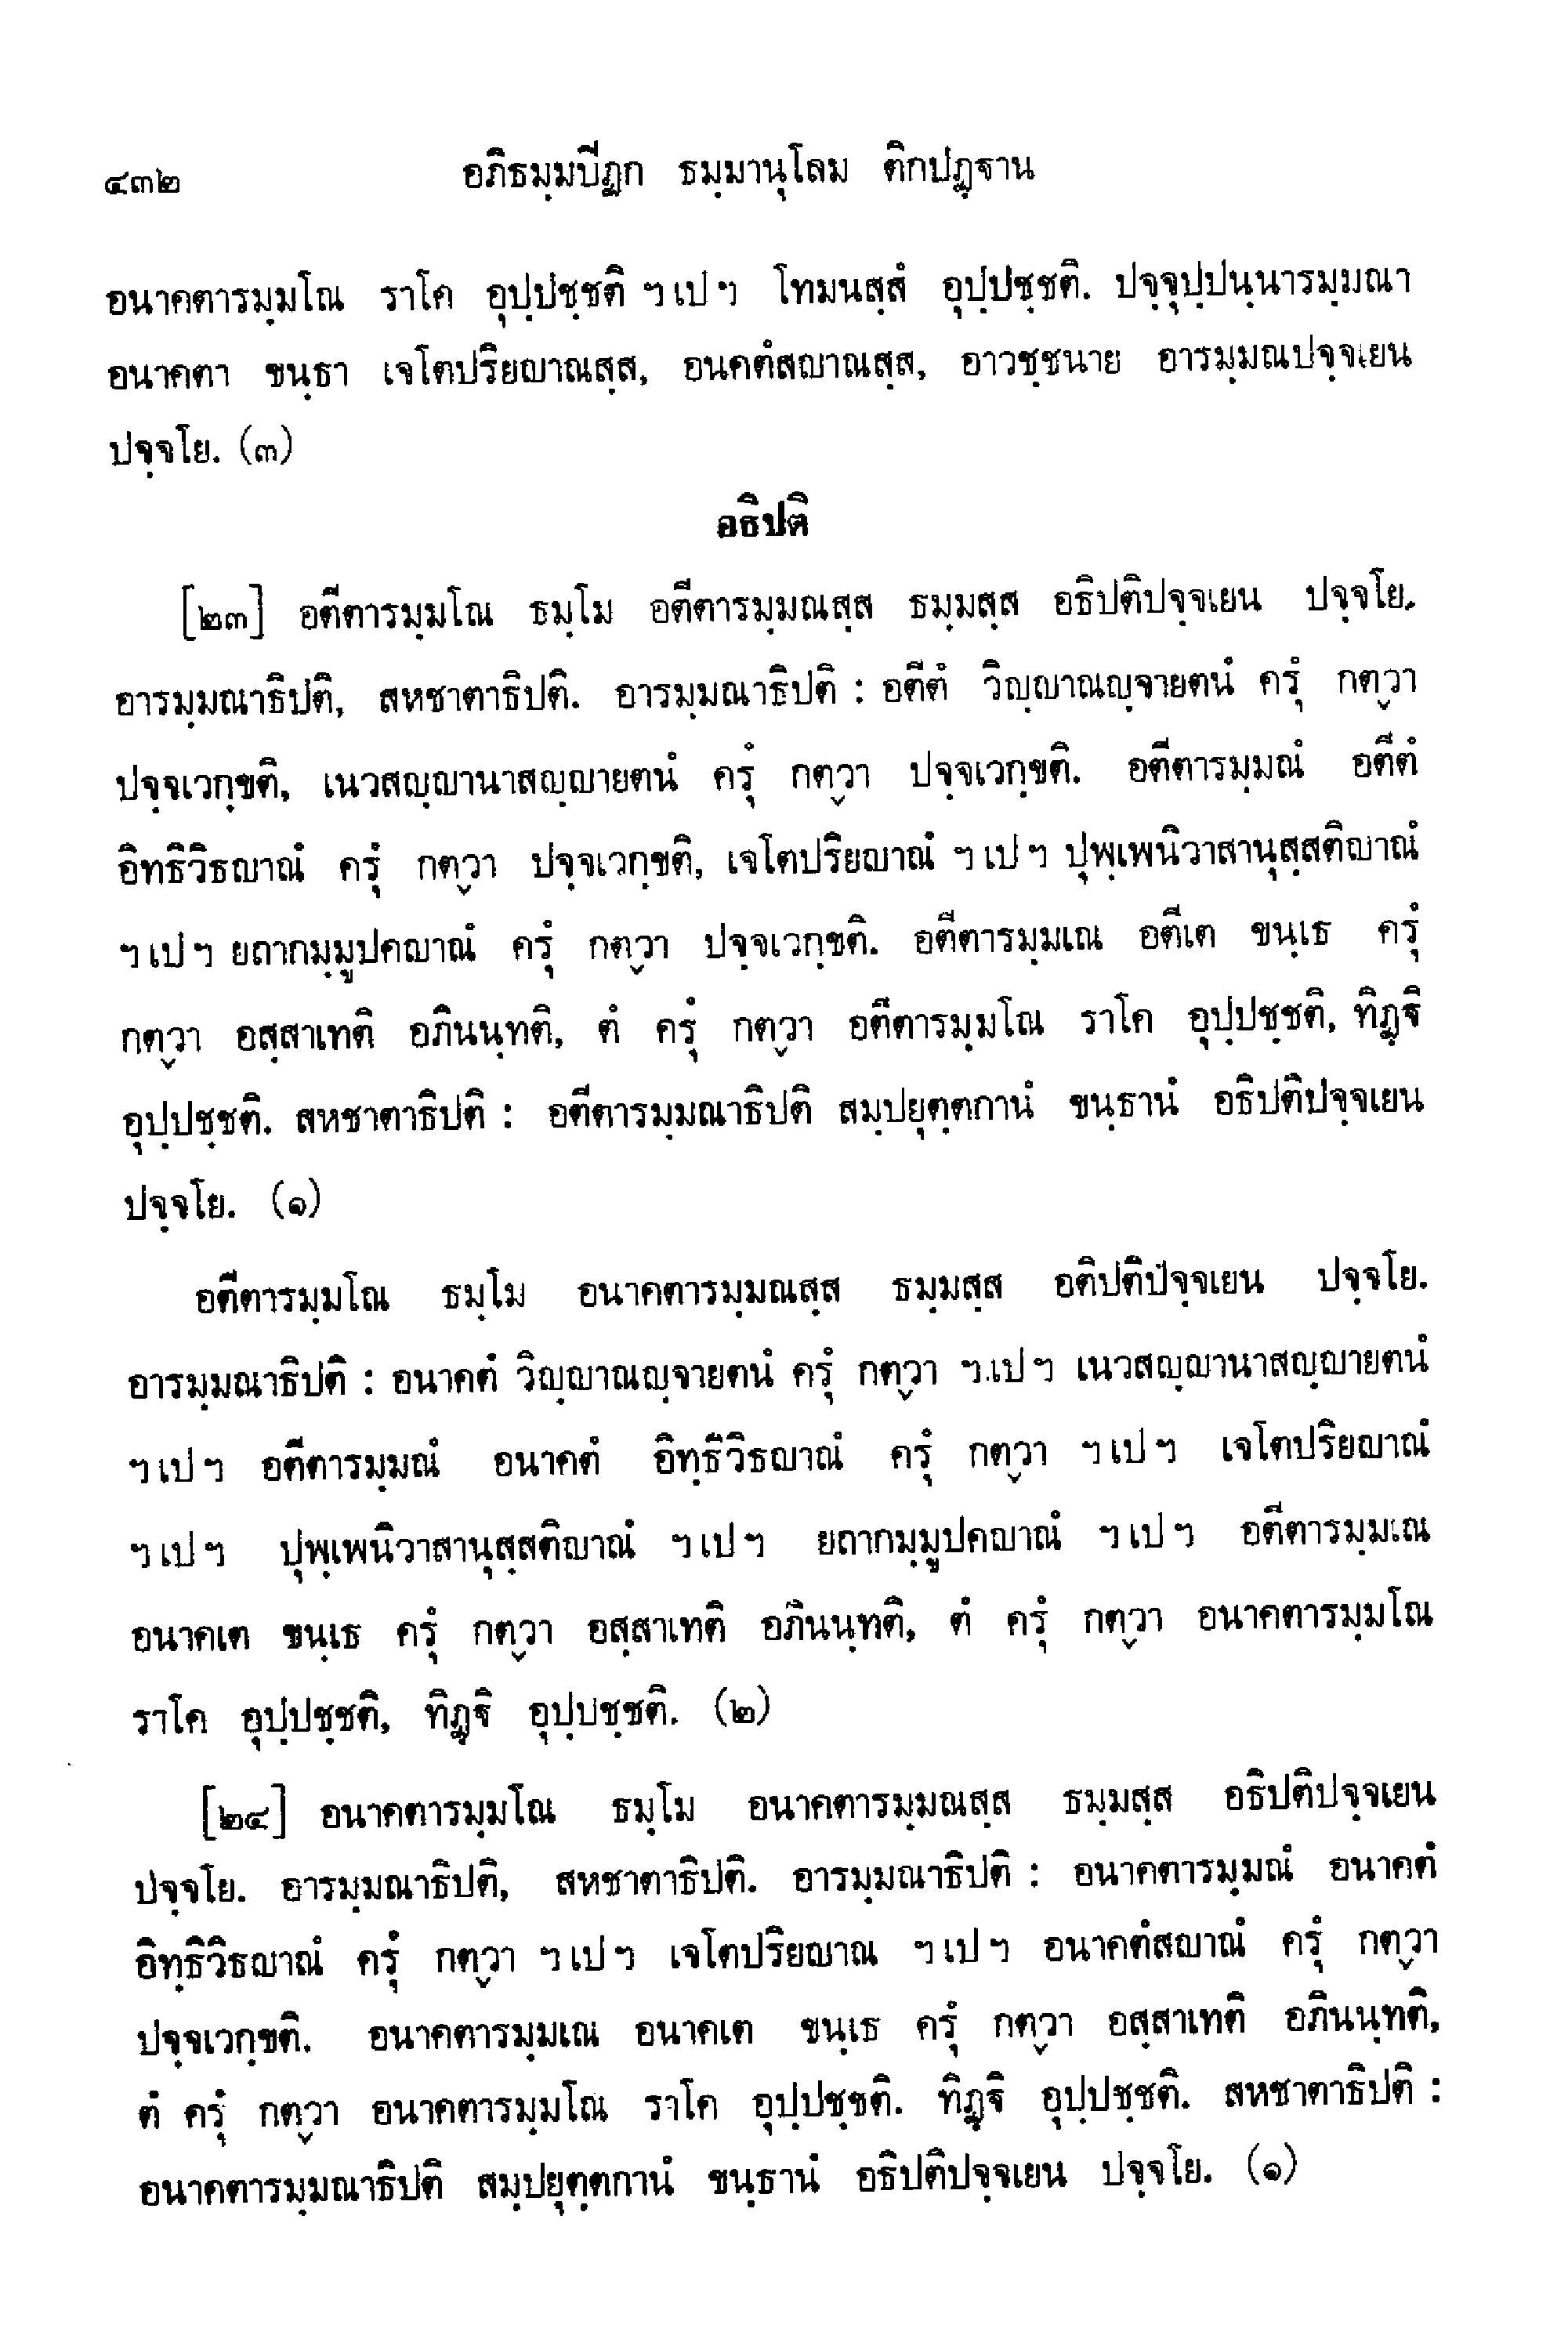 ๔๓๒ อภิธมฺมปีฏก ธมฺมานุโลม ติกปฏฺฐาน
อนาคตารมฺมโณ ราโค อุปฺปชฺชติ ฯ เป ฯ โทมนสฺสํ อุปฺปชฺชติ. ปจฺจุปฺปนฺนารมฺมณา
อนาคตา ขนฺธา เจโตปริยญาณสฺส, อนคตํสญาณสฺส, อาวชฺชนาย อารมฺมณปจฺจเยน
ปจฺจโย. (๓)
อธิปติ
[๒๓] อตีตารมฺมโณ ธมฺโม อตีตารมฺมณสฺส ธมฺมสฺส อธิปติปจฺจเยน ปจฺจโย.
อารมฺมณาธิปติ, สหชาตาธิปติ. อารมฺมณาธิปติ : อตีตํ วิญฺญาณญฺจายตนํ ครุํ กตฺวา
ปจฺจเวกฺขติ, เนวสญฺญานาสญฺญายตนํ ครุํ กตฺวา ปจฺจเวกฺขติ. อตีตารมฺมณํ อตีตํ
อิทธิวิธญาณํ ครุํ กตฺวา ปจฺจเวกฺขติ, เจโตปริยญาณํ ฯ เป ฯ ปุพฺเพนิวาสานุสฺสติญาณํ
ฯ เป ฯ ยถากมฺมูปคญาณํ ครุํ กตฺวา ปจฺจเวกฺขติ. อตีตารมฺมเณ อตีเต ขนฺเธ ครุํ
กตฺวา อสฺสาเทติ อภินนฺทติ, ตํ ครุํ กตฺวา อตีตารมฺมโณ ราโค อุปฺปชฺชติ, ทิฏฺฐิ
อุปฺปชฺชติ. สหชาตาธิปติ : อตีตารมฺมณาธิปติ สมฺปยุตฺตกานํ ขนฺธานํ อธิปติปจฺจเยน
ปจฺจโย. (๑)
อตีตารมฺมโณ ธมฺโม อนาคตารมฺมณสฺส ธมฺมสฺส อติปติปจฺจเยน ปจฺจโย.
อารมฺมณาธิปติ : อนาคตํ วิญฺญาณญฺจายตนํ ครุํ กตฺวา ฯ เป ฯ เนวสญฺญานาสญฺญายตนํ
ฯ เป ฯ อตีตารมฺมณํ อนาคตํ อิทฺธิวิธญาณํ ครุํ กตฺวา ฯ เป ฯ เจโตปริยญาณํ
ฯ เป ฯ ปุพฺเพนิวาสานุสฺสติญาณํ ฯ เป ฯ ยถากมฺมูปคญาณํ ฯ เป ฯ อตีตารมฺมเณ
อนาคเต ขนฺเธ ครุํ กตฺวา อสฺสาเทติ อภินนฺทติ, ตํ ครุํ กตฺวา อนาคตารมฺมโณ
ราโค อุปฺปชฺชติ, ทิฏฺฐิ อุปฺปชฺชติ. (๒)
[๒๔] อนาคตารมฺมโณ ธมฺโม อนาคตารมฺมณสฺส ธมฺมสฺส อธิปติปจฺจเยน
ปจฺจโย. อารมฺมณาธิปติ, สหชาตาธิปติ. อารมฺมณาธิปติ : อนาคตารมฺมณํ อนาคตํ
อิทฺธิวิธญาณํ ครุํ กตฺวา ฯ เป ฯ เจโตปริยญาณ ฯ เป ฯ อนาคตํสญาณํ ครุํ กตฺวา
ปจฺจเวกฺขติ. อนาคตารมฺมเณ อนาคเต ขนฺเธ ครุํ กตฺวา อสฺสาเทติ อภินนฺทติ,
ตํ ครุํ กตฺวา อนาคตารมฺมโณ ราโค อุปฺปชฺชติ. ทิฏฺฐิ อุปฺปชฺชติ. สหชาตาธิปติ :
อนาคตารมฺมณาธิปติ สมฺปยุตฺตกานํ ขนฺธานํ อธิปติปจฺจเยน ปจฺจโย. (๑)